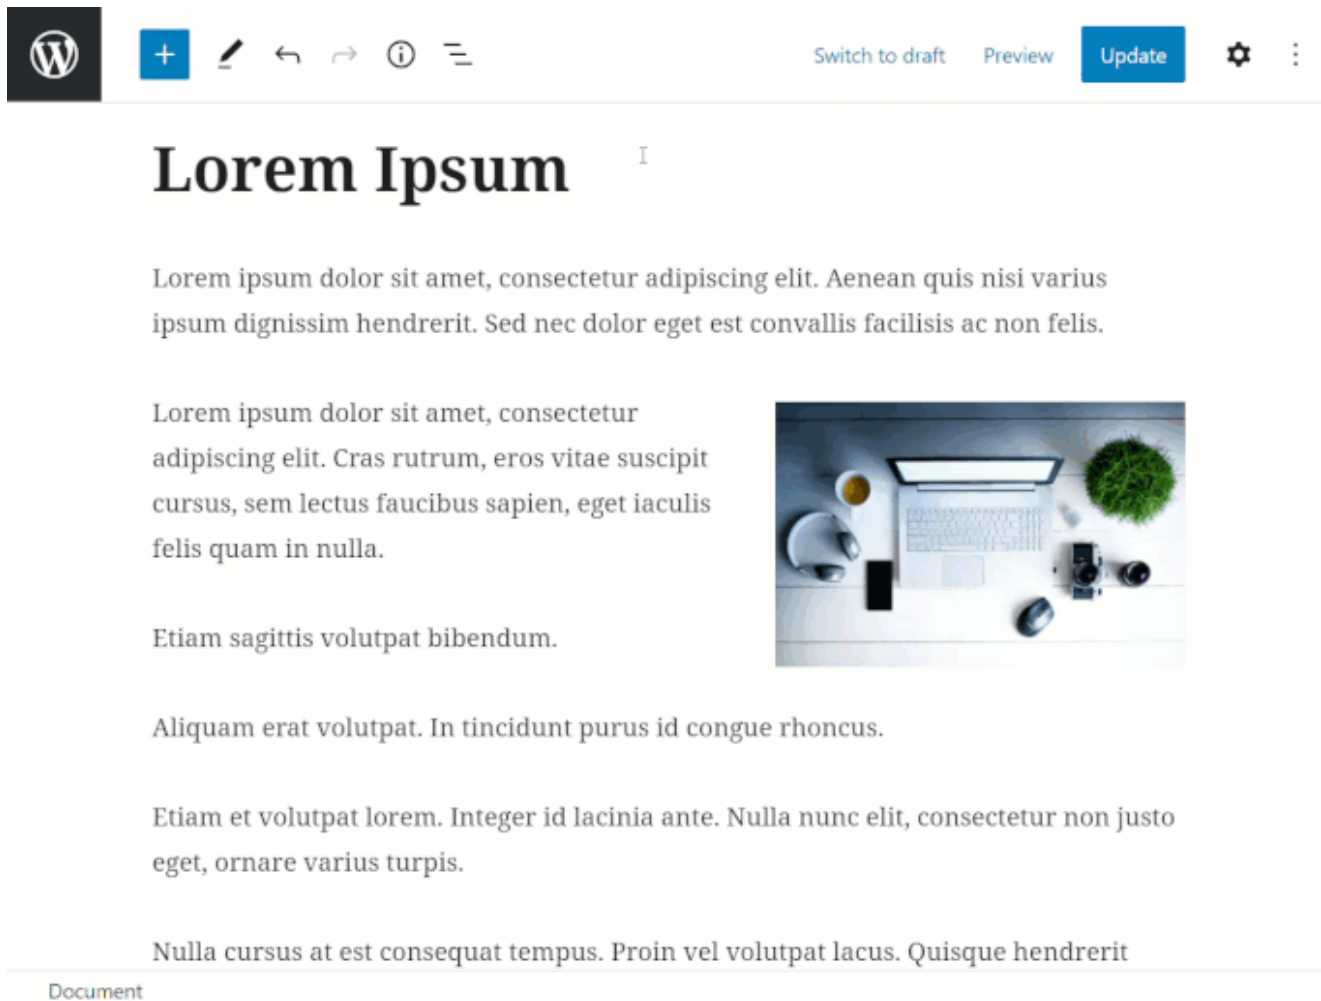 Switch to draft Preview Update
Lorem Ipsum
Lorem ipsum dolor sit amet, consectetur adipiscing elit. Aenean quis nisi varius
ipsum dignissim hendrerit. Sed nec dolor eget est convallis facilisis ac non felis.
Lorem ipsum dolor sit amet, consectetur
adipiscing elit. Cras rutrum, eros vitae suscipit
cursus, sem lectus faucibus sapien, eget iaculis
felis quam in nulla.
Etiam sagittis volutpat bibendum.
Aliquam erat volutpat. In tincidunt purus id congue rhoncus.
Etiam et volutpat lorem. Integer id lacinia ante. Nulla nunc elit, consectetur non justo
eget, ornare varius turpis.
Nulla cursus at est consequat tempus. Proin vel volutpat lacus. Quisque hendrerit
Document